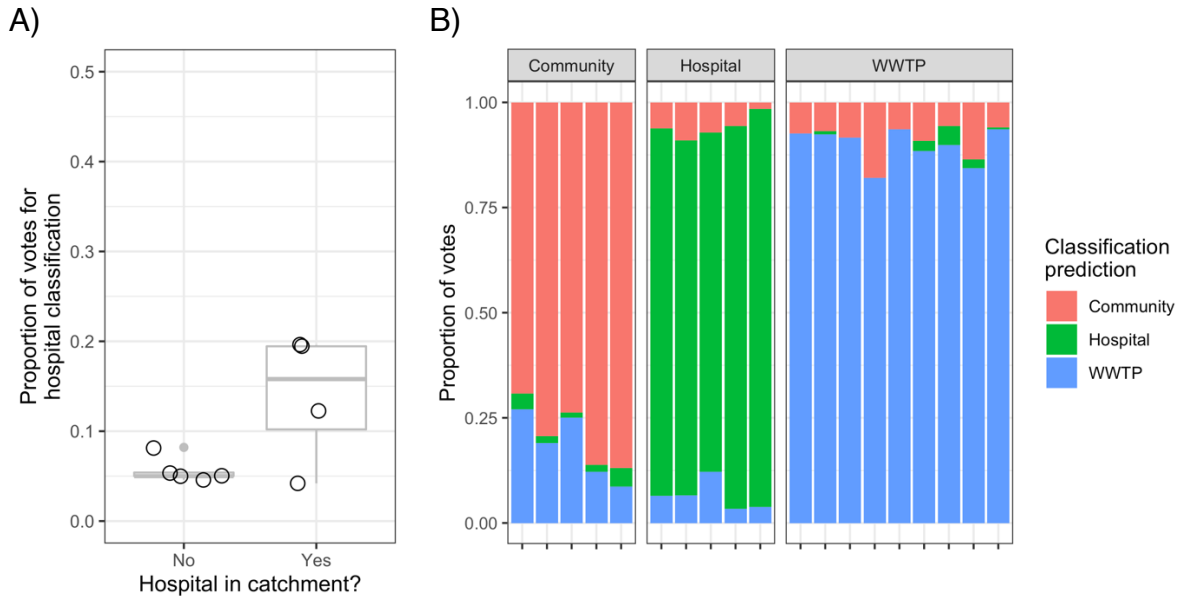 A)
Proportion of votes for
hospital classification
0.5
0.4
0.3
0.2
0.1
0.0
No Yes
Hospital in catchment?
B)
Community Hospital WWTP
Proportion of votes
1.00
0.75
0.50
0.25
0.00
Classification
prediction
Community
Hospital
WWTP